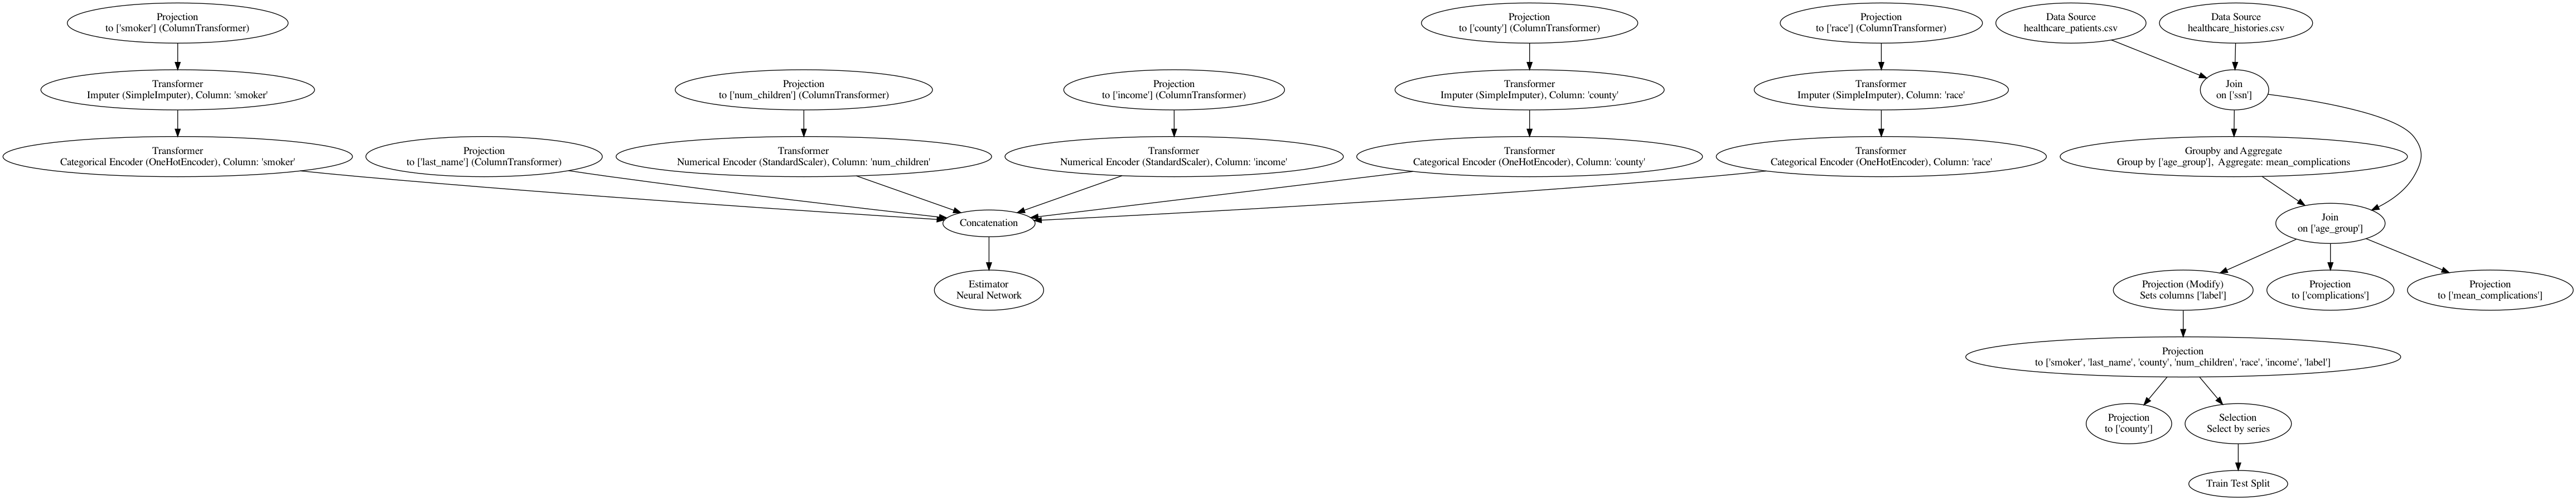 Projection
to ['smoker'] (ColumnTransformer)
Projection
to ['county'] (ColumnTransformer)
Projection
to ['race'] (ColumnTransformer)
Data Source
healthcare_patients.csv
Data Source
healthcare_histories.csv
Transformer
Imputer (SimpleImputer), Column: 'smoker'
Projection
to ['num_children'] (ColumnTransformer)
Projection
to ['income'] (ColumnTransformer)
Transformer
Imputer (SimpleImputer), Column: 'county'
Transformer
Imputer (SimpleImputer), Column: 'race'
Join
on ['ssn']
Transformer
Categorical Encoder (OneHotEncoder), Column: 'smoker'
Projection
to ['last_name'] (ColumnTransformer)
Transformer
Numerical Encoder (StandardScaler), Column: 'num_children'
Transformer
Numerical Encoder (StandardScaler), Column: 'income'
Transformer
Categorical Encoder (OneHotEncoder), Column: 'county'
Transformer
Categorical Encoder (OneHotEncoder), Column: 'race'
Groupby and Aggregate
Group by ['age_group'], Aggregate: mean_complications
Concatenation
Join
on ['age_group']
Estimator
Neural Network
Projection (Modify)
Sets columns ['label']
Projection
to ['complications']
Projection
to ['mean_complications']
Projection
to ['smoker', 'last_name', 'county', 'num_children', 'race', 'income', 'label']
Projection
to ['county']
Selection
Select by series
Train Test Split